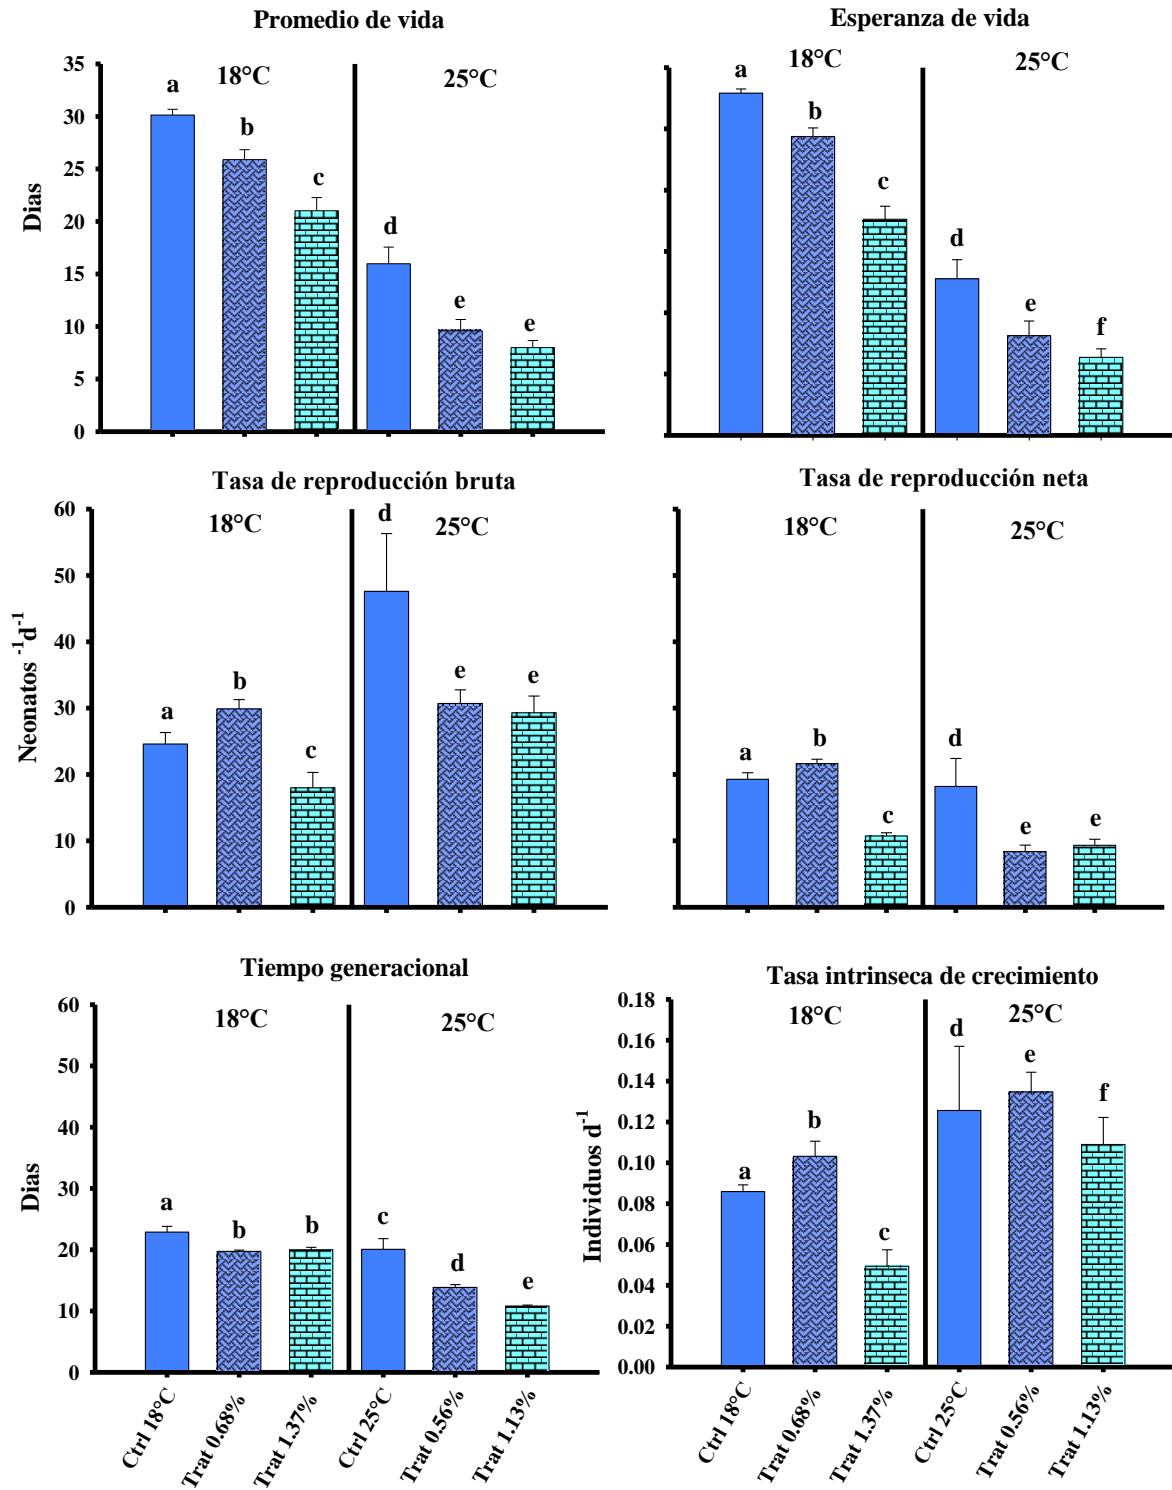 Promedio de vida
Esperanza de vida
35
30
25
20
15
10
5
0
Dias
18°C
25°C
a
b
c
d
e
e
18°C
25°C
a
b
c
d
e
f
Tasa de reproducción bruta
Tasa de reproducción neta
60
50
40
30
20
10
0
Neonatos -1d-1
18°C
25°C
a
b
c
d
e
e
18°C
25°C
a
b
c
d
e
e
Tiempo generacional
Tasa intrinseca de crecimiento
60
50
40
30
20
10
0
Dias
18°C
25°C
a
b
b
c
d
e
0.18
0.16
0.14
0.12
0.10
0.08
0.06
0.04
0.02
0.00
Individuos d-1
18°C
25°C
a
b
c
d
e
f
Ctrl 18°C
Trat 0.68%
Trat 1.37%
Ctrl 25°C
Trat 0.56%
Trat 1.13%
Ctrl 18°C
Trat 0.68%
Trat 1.37%
Ctrl 25°C
Trat 0.56%
Trat 1.13%